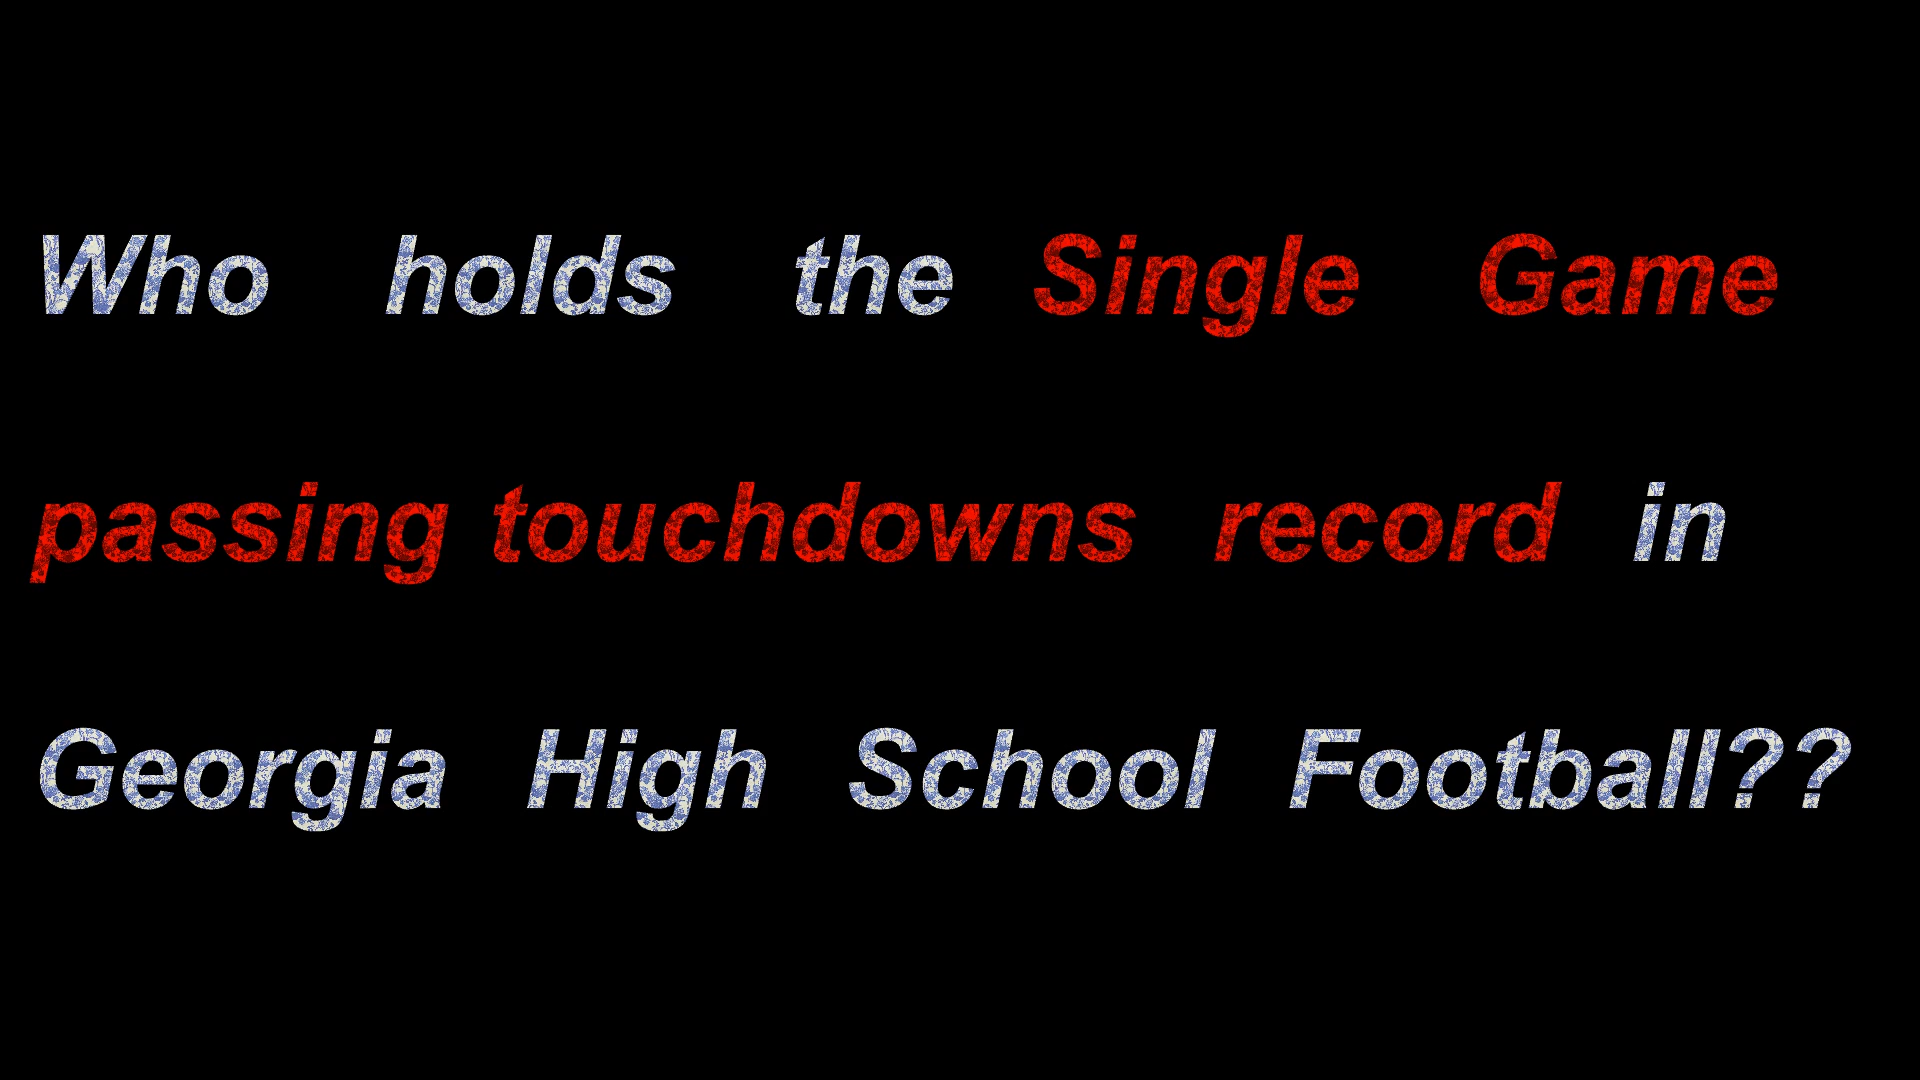 Who holds the Single Game
passing touchdowns record in
Georgia High School Football??